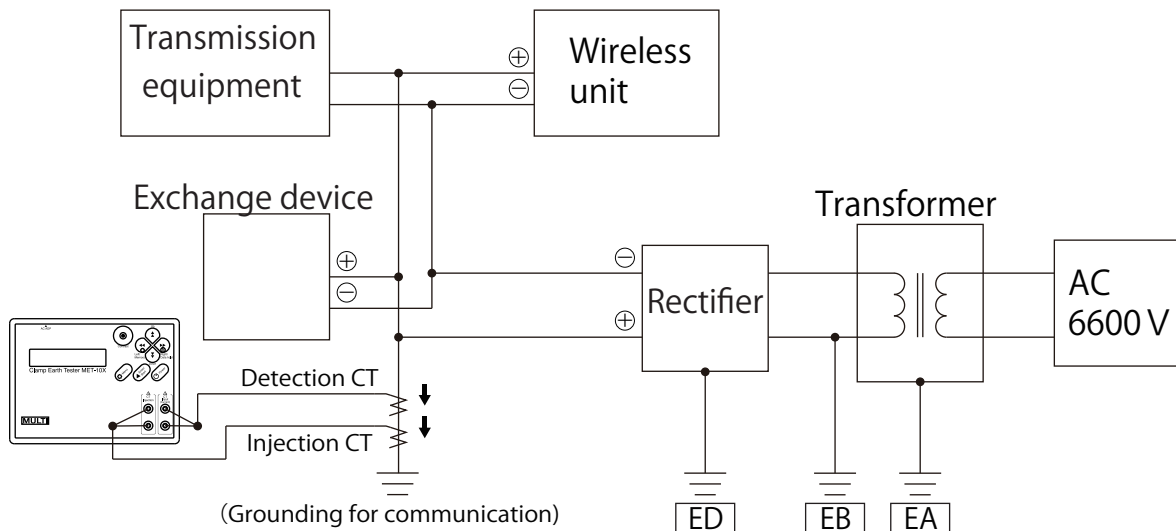 Transmission
equipment
⊕
⊖
Wireless
unit
Exchange device
⊕
⊖
Transformer
⊖
⊕
Rectifier
AC
6600 V
Clamp Earth Tester MET-10X
MULTI
Detection CT
Injection CT
(Grounding for communication)
ED
EB
EA